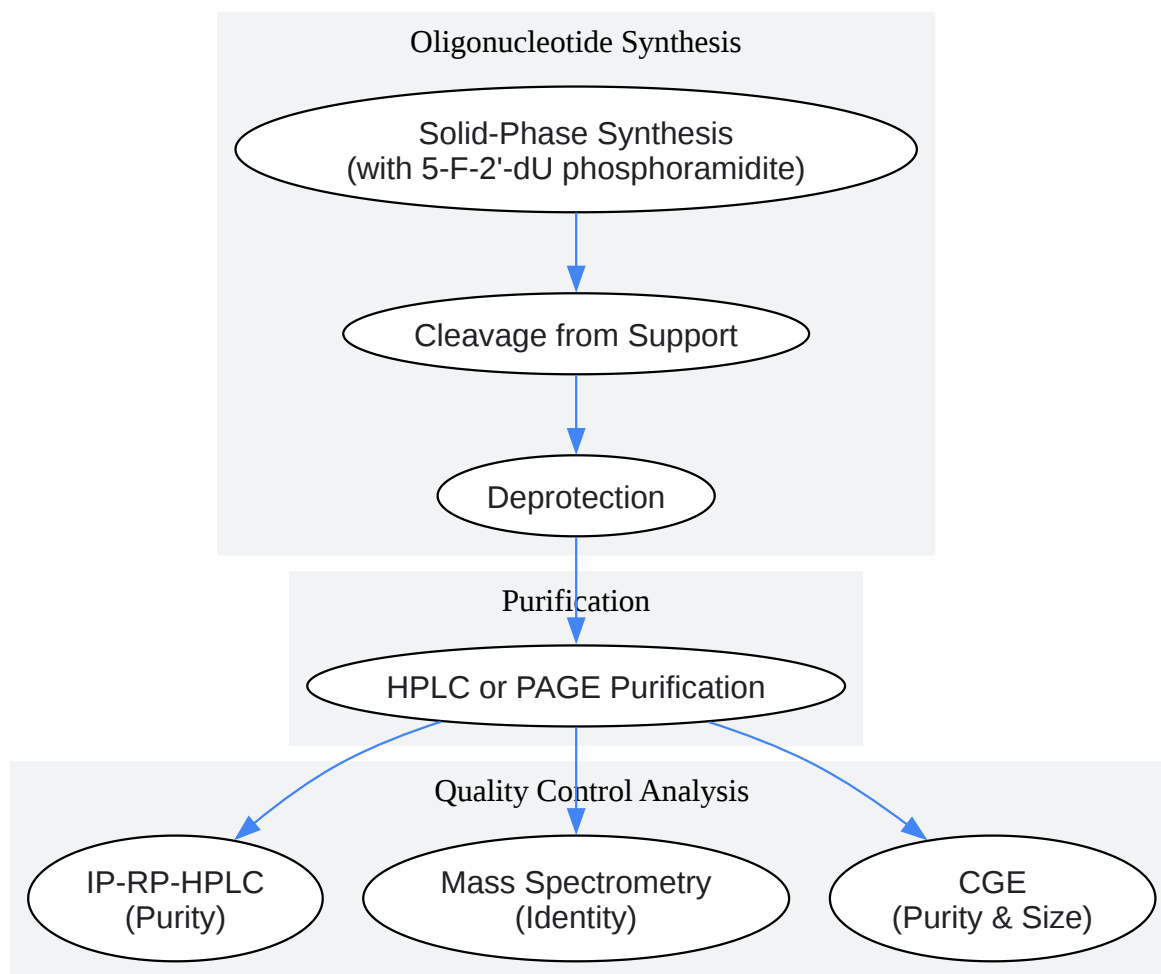 Oligonucleotide Synthesis
Solid-Phase Synthesis
(with 5-F-2'-dU phosphoramidite)
Cleavage from Support
Deprotection
Purification
HPLC or PAGE Purification
Quality Control Analysis
IP-RP-HPLC
(Purity)
Mass Spectrometry
(Identity)
CGE
(Purity & Size)